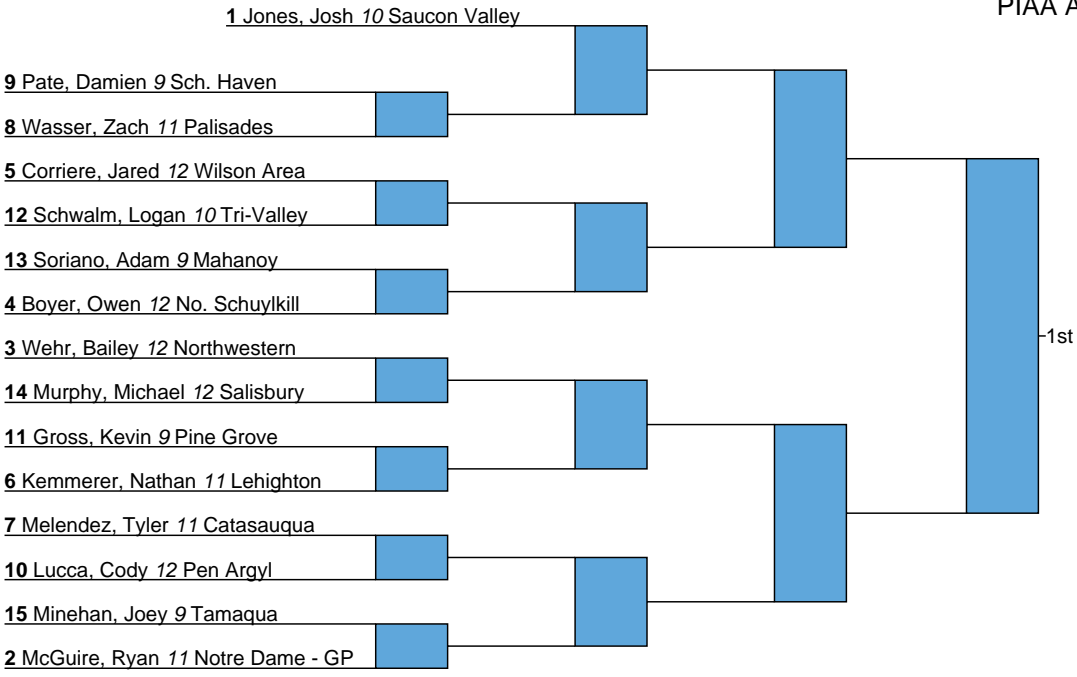 PIAA A
1 Jones, Josh 10 Saucon Valley
9 Pate, Damien 9 Sch. Haven
8 Wasser, Zach 11 Palisades
5 Corriere, Jared 12 Wilson Area
12 Schwalm, Logan 10 Tri-Valley
13 Soriano, Adam 9 Mahanoy
4 Boyer, Owen 12 No. Schuylkill
3 Wehr, Bailey 12 Northwestern
1st
14 Murphy, Michael 12 Salisbury
11 Gross, Kevin 9 Pine Grove
6 Kemmerer, Nathan 11 Lehighton
7 Melendez, Tyler 11 Catasauqua
10 Lucca, Cody 12 Pen Argyl
15 Minehan, Joey 9 Tamaqua
2 McGuire, Ryan 11 Notre Dame - GP